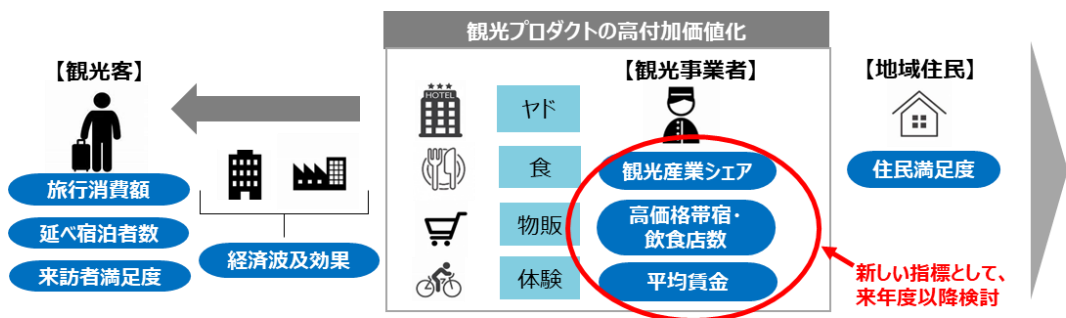 観光プロダクトの高付加価値化
【観光客】
旅行消費額
延べ宿泊者数
来訪者満足度
経済波及効果
HOTEL
ヤド
食
物販
体験
【観光事業者】
観光産業シェア
高価格帯宿・
飲食店数
平均賃金
【地域住民】
住民満足度
新しい指標として、
来年度以降検討